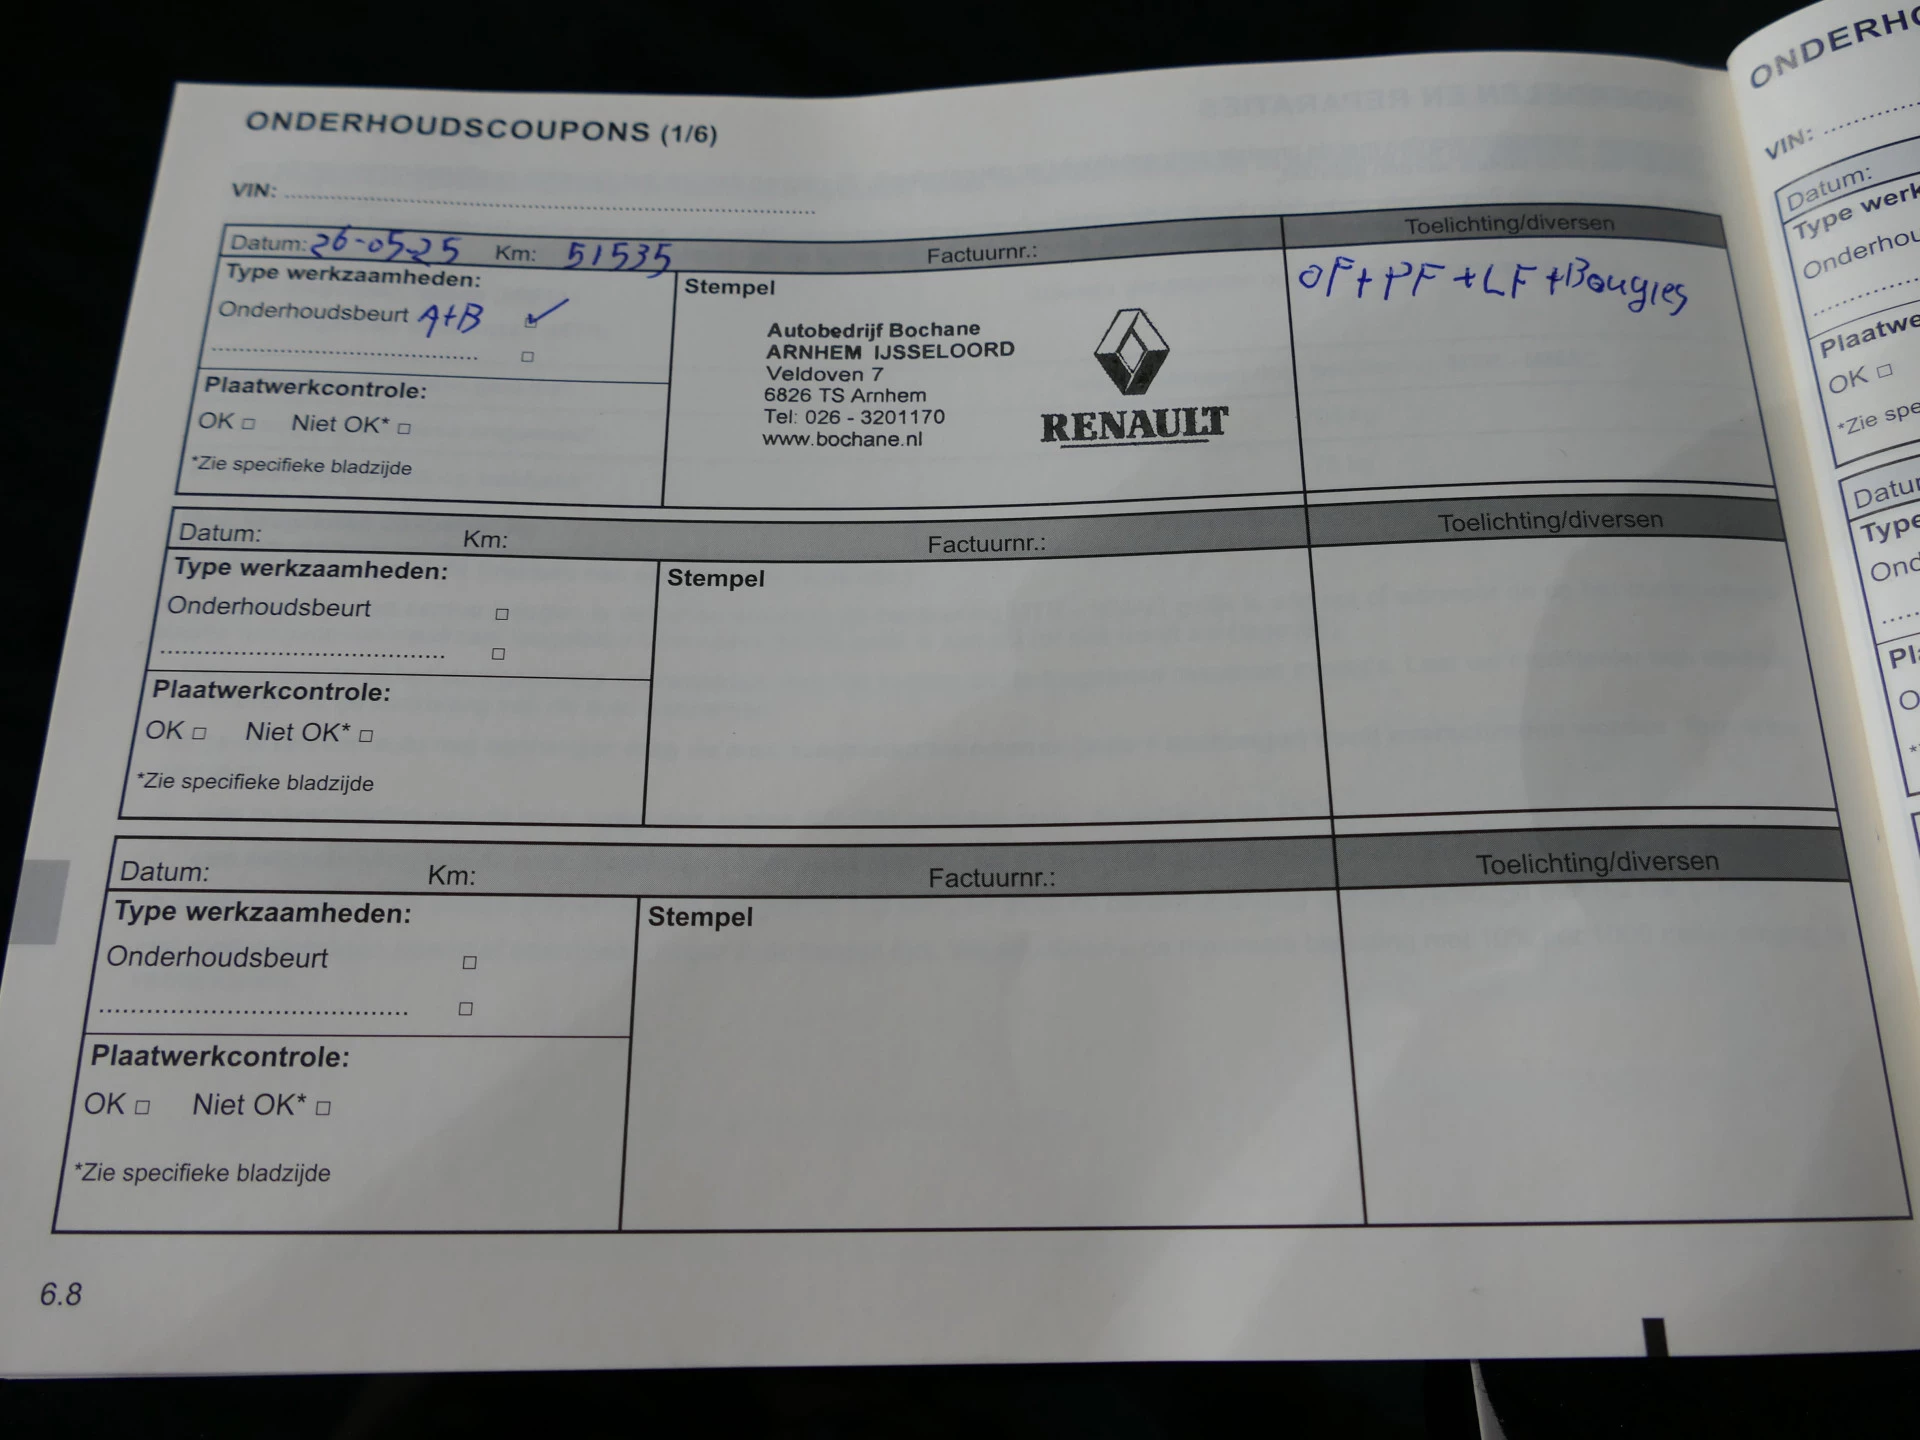 ONDERHOUDSCOUPONS (1/6)
VIN: ........................................
Datum: 26-05-25 Km: 51535 Factuurnr.: Toelichting/diversen
Type werkzaamheden:
Onderhoudsbeurt A+B ✓
Stempel
Autobedrijf Bochane
ARNHEM IJSSELOORD
Veldoven 7
6826 TS Arnhem
Tel: 026 - 3201170
www.bochane.nl
RENAULT
OF+PF+LF+Bougies
Plaatwerkcontrole:
OK □ Niet OK* □
*Zie specifieke bladzijde
Datum: Km: Factuurnr.: Toelichting/diversen
Type werkzaamheden:
Stempel
Onderhoudsbeurt □
........................................ □
Plaatwerkcontrole:
OK □ Niet OK* □
*Zie specifieke bladzijde
Datum: Km: Factuurnr.: Toelichting/diversen
Type werkzaamheden:
Stempel
Onderhoudsbeurt □
........................................ □
Plaatwerkcontrole:
OK □ Niet OK* □
*Zie specifieke bladzijde
6.8
VIN:
Datum:
OK □